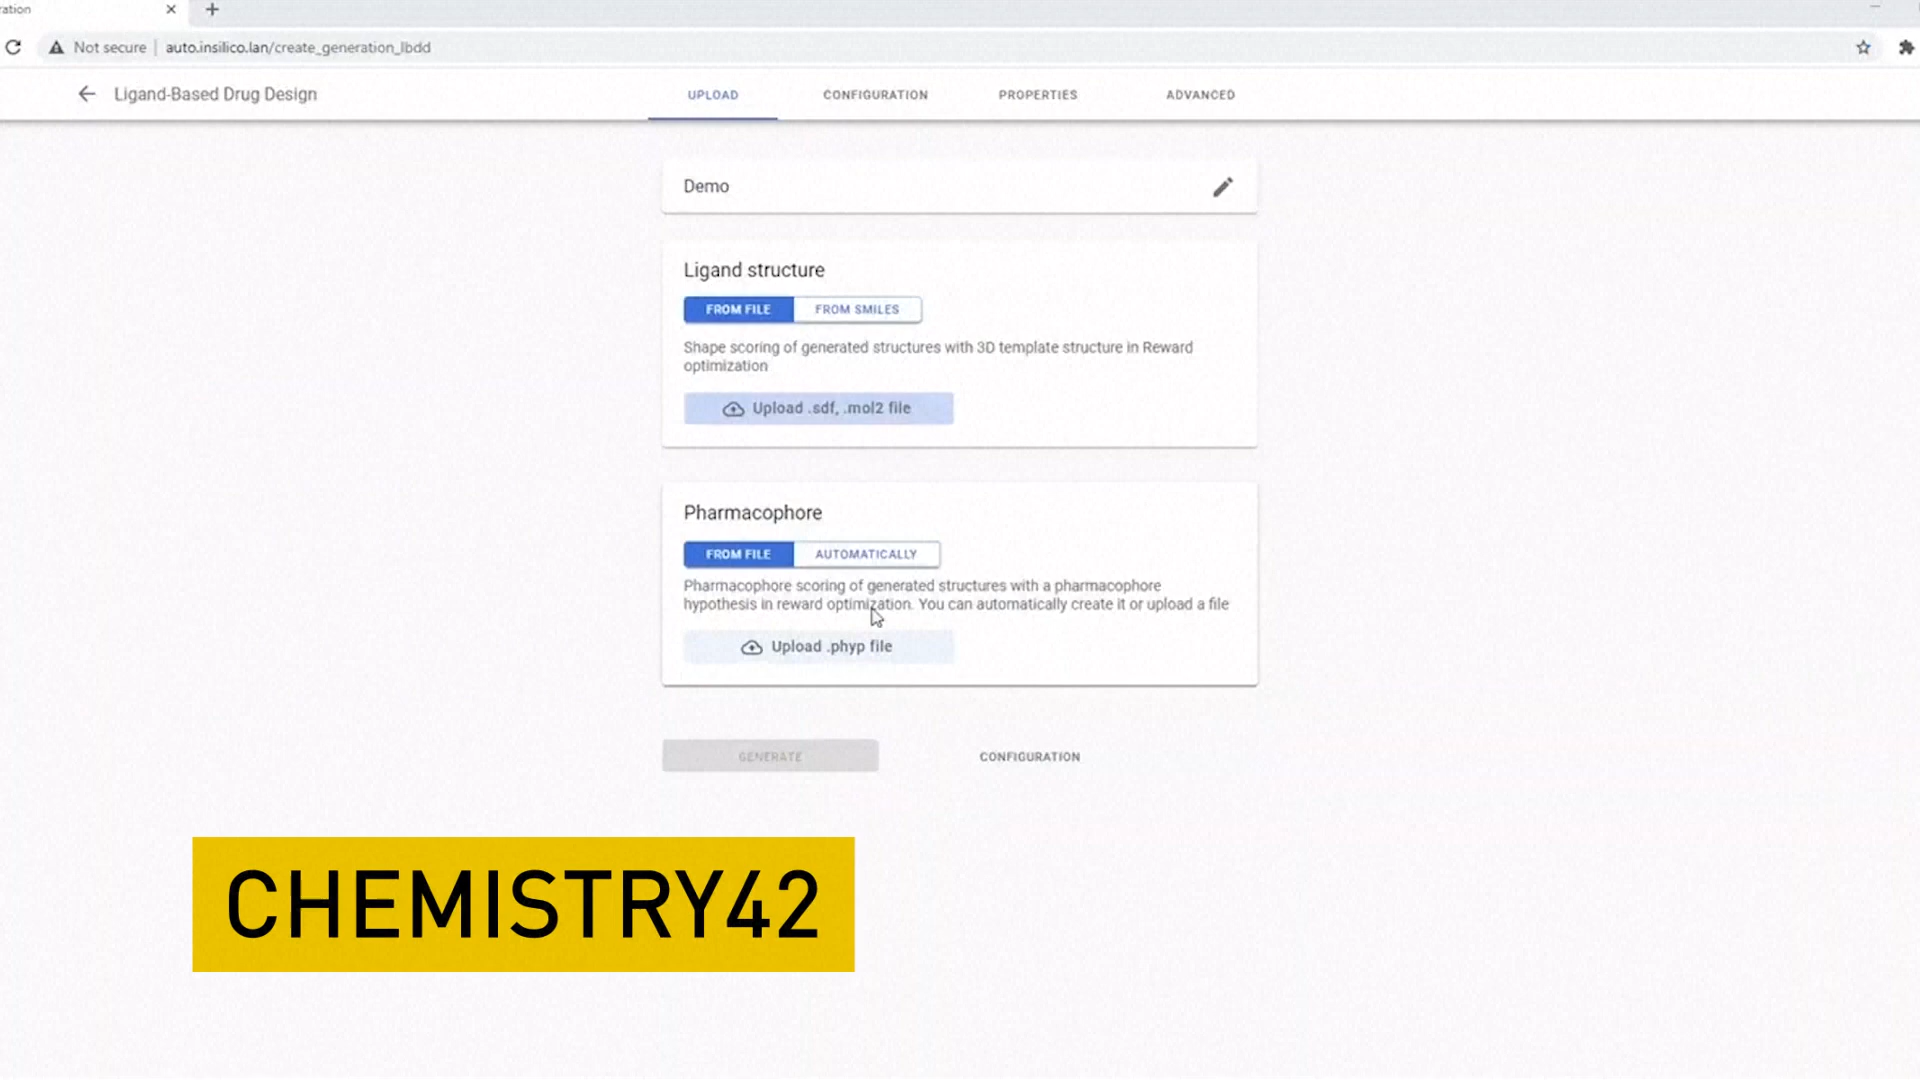 ration
Not secure | auto.insilico.lan/create_generation_lbdd
Ligand-Based Drug Design
UPLOAD
CONFIGURATION
PROPERTIES
ADVANCED
Demo
Ligand structure
FROM FILE
FROM SMILES
Shape scoring of generated structures with 3D template structure in Reward
optimization
Upload .sdf, .mol2 file
Pharmacophore
FROM FILE
AUTOMATICALLY
Pharmacophore scoring of generated structures with a pharmacophore
hypothesis in reward optimization. You can automatically create it or upload a file
Upload .phyp file
GENERATE
CONFIGURATION
CHEMISTRY42